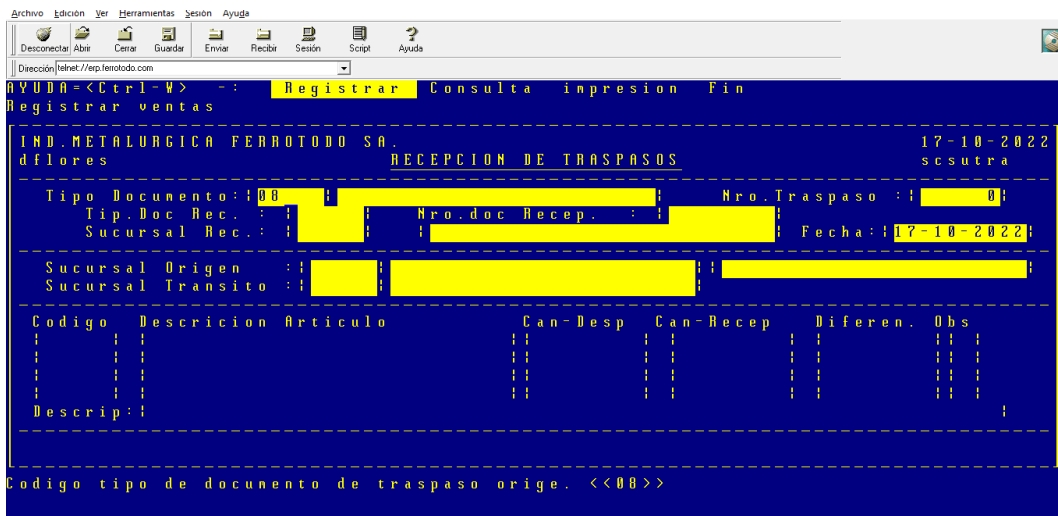 Archivo Edición Ver Herramientas Sesión Ayuda
Desconectar Abrir Cerrar Guardar Enviar Recibir Sesión Script Ayuda
Dirección telnet://erp.ferrotodo.com
AYUDA=<Ctrl-W> -: Registrar Consulta impresion Fin
Registrar ventas
IND.METALURGICA FERROTODO SA. 17-10-2022
dflores RECEPCION DE TRASPASOS scsutra
Tipo Documento:|08 | | Nro.Traspaso :| 0|
Tip.Doc Rec. : | | Nro.doc Recep. : | |
Sucursal Rec.: | | | | Fecha:|17-10-2022|
Sucursal Origen :| | | | |
Sucursal Transito :| | |
Codigo Descricion Articulo Can-Desp Can-Recep Diferen. Obs
Descrip:| |
Codigo tipo de documento de traspaso orige. <<08>>